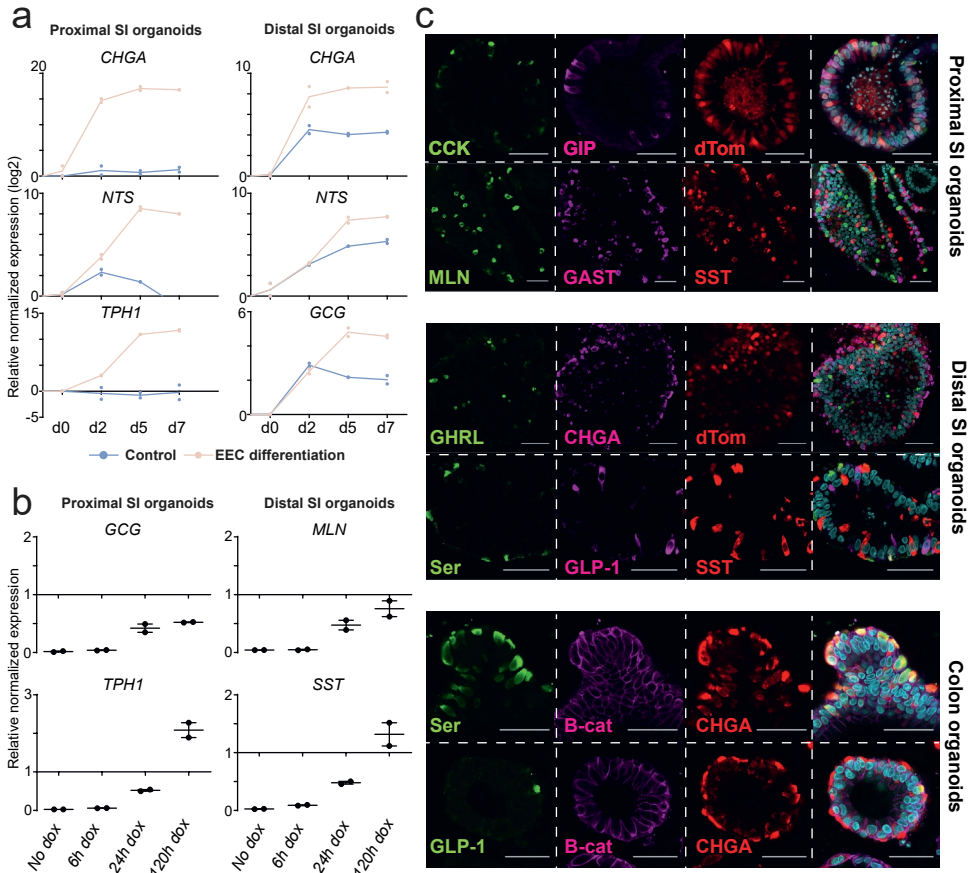 a
Proximal SI organoids
Distal SI organoids
Relative normalized expression (log2)
CHGA
20
0
CHGA
10
0
NTS
10
0
NTS
8
0
TPH1
15
0
-5
d0 d2 d5 d7
GCG
6
0
d0 d2 d5 d7
Control EEC differentiation
b
Proximal SI organoids
Distal SI organoids
Relative normalized expression
GCG
2
1
0
MLN
2
1
0
TPH1
3
1
0
SST
2
1
0
No dox 6h dox 24h dox 120h dox
No dox 6h dox 24h dox 120h dox
c
CCK GIP dTom
MLN GAST SST
Proximal SI organoids
GHRL CHGA dTom
Ser GLP-1 SST
Distal SI organoids
Ser B-cat CHGA
GLP-1 B-cat CHGA
Colon organoids